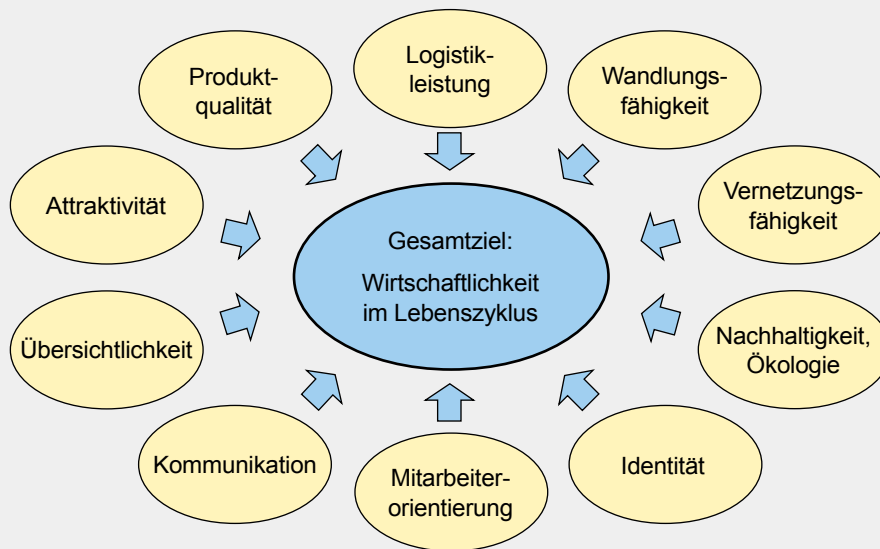 Logistik-
leistung
Produkt-
qualität
Wandlungs-
fähigkeit
Attraktivität
Vernetzungs-
fähigkeit
Gesamtziel:
Wirtschaftlichkeit
im Lebenszyklus
Übersichtlichkeit
Nachhaltigkeit,
Ökologie
Kommunikation
Mitarbeiter-
orientierung
Identität